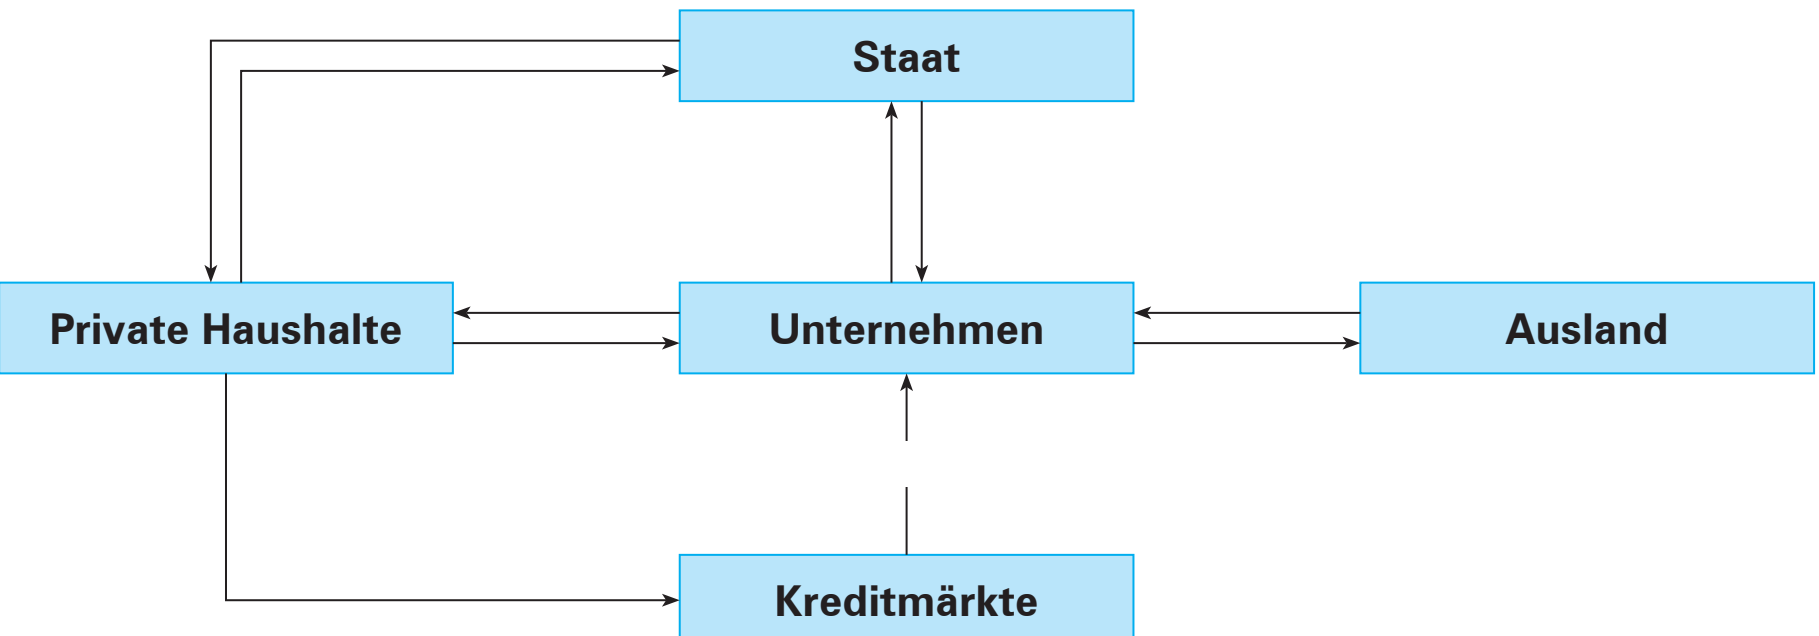 Staat
Private Haushalte
Unternehmen
Ausland
Kreditmärkte